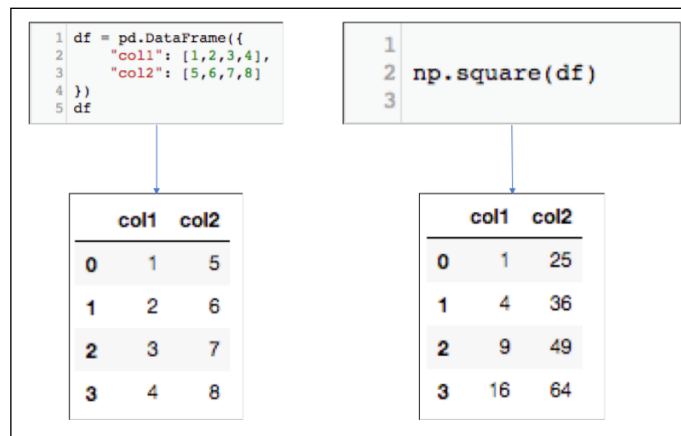 1 df = pd.DataFrame({
2 "col1": [1,2,3,4],
3 "col2": [5,6,7,8]
4 })
5 df
1
2 np.square(df)
3
col1 col2
0 1 5
1 2 6
2 3 7
3 4 8
col1 col2
0 1 25
1 4 36
2 9 49
3 16 64